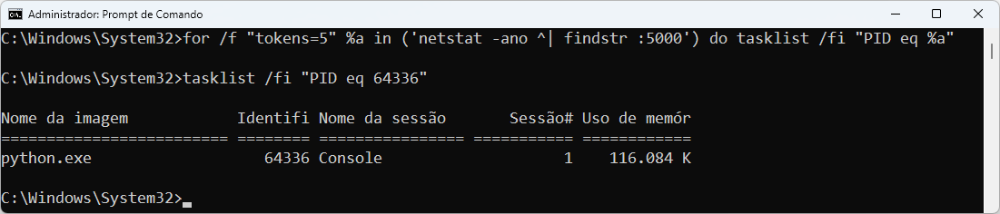 Administrador: Prompt de Comando
C:\Windows\System32>for /f "tokens=5" %a in ('netstat -ano ^| findstr :5000') do tasklist /fi "PID eq %a"
C:\Windows\System32>tasklist /fi "PID eq 64336"
Nome da imagem            Identifi Nome da sessão       Sessão# Uso de memór
========================= ======== ================ =========== ============
python.exe                   64336 Console                    1    116.084 K
C:\Windows\System32>